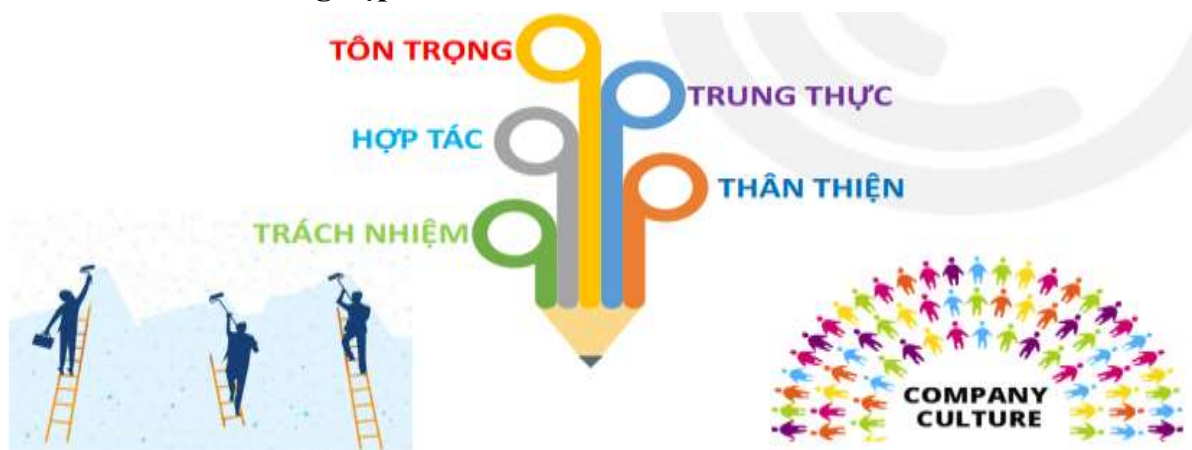 TÔN TRỌNG
TRUNG THỰC
HỢP TÁC
THÂN THIỆN
TRÁCH NHIỆM
COMPANY
CULTURE